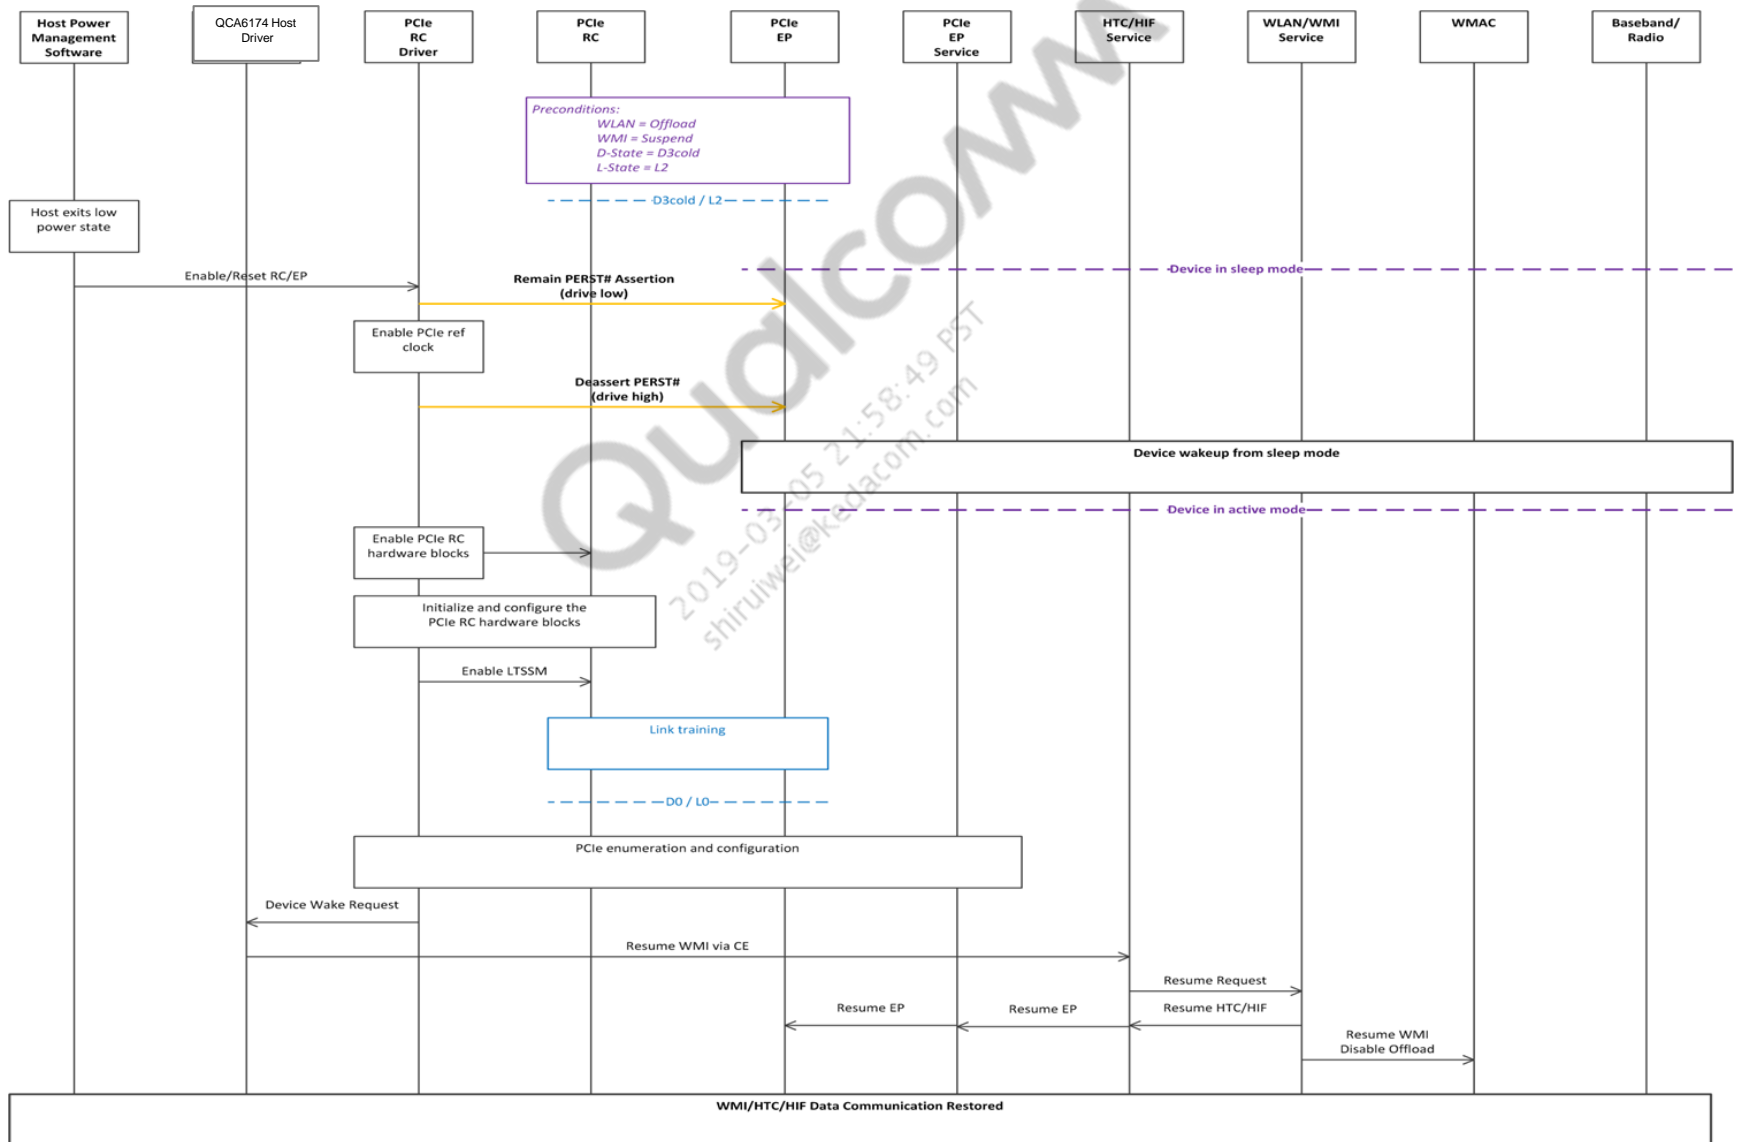 Host Power
Management
Software
QCA6174 Host
Driver
PCIe
RC
Driver
PCIe
RC
PCIe
EP
PCIe
EP
Service
HTC/HIF
Service
WLAN/WMI
Service
WMAC
Baseband/
Radio
Preconditions:
WLAN = Offload
WMI = Suspend
D-State = D3cold
L-State = L2
D3cold / L2
Host exits low
power state
Device in sleep mode
Enable/Reset RC/EP
Remain PERST# Assertion
(drive low)
Enable PCIe ref
clock
Deassert PERST#
(drive high)
Device wakeup from sleep mode
Device in active mode
Enable PCIe RC
hardware blocks
Initialize and configure the
PCIe RC hardware blocks
Enable LTSSM
Link training
D0 / L0
PCIe enumeration and configuration
Device Wake Request
Resume WMI via CE
Resume Request
Resume EP
Resume EP
Resume HTC/HIF
Resume WMI
Disable Offload
WMI/HTC/HIF Data Communication Restored
Qualcomm
2019-03-05 21:58:49 PST
shiruiwei@kedacom.com